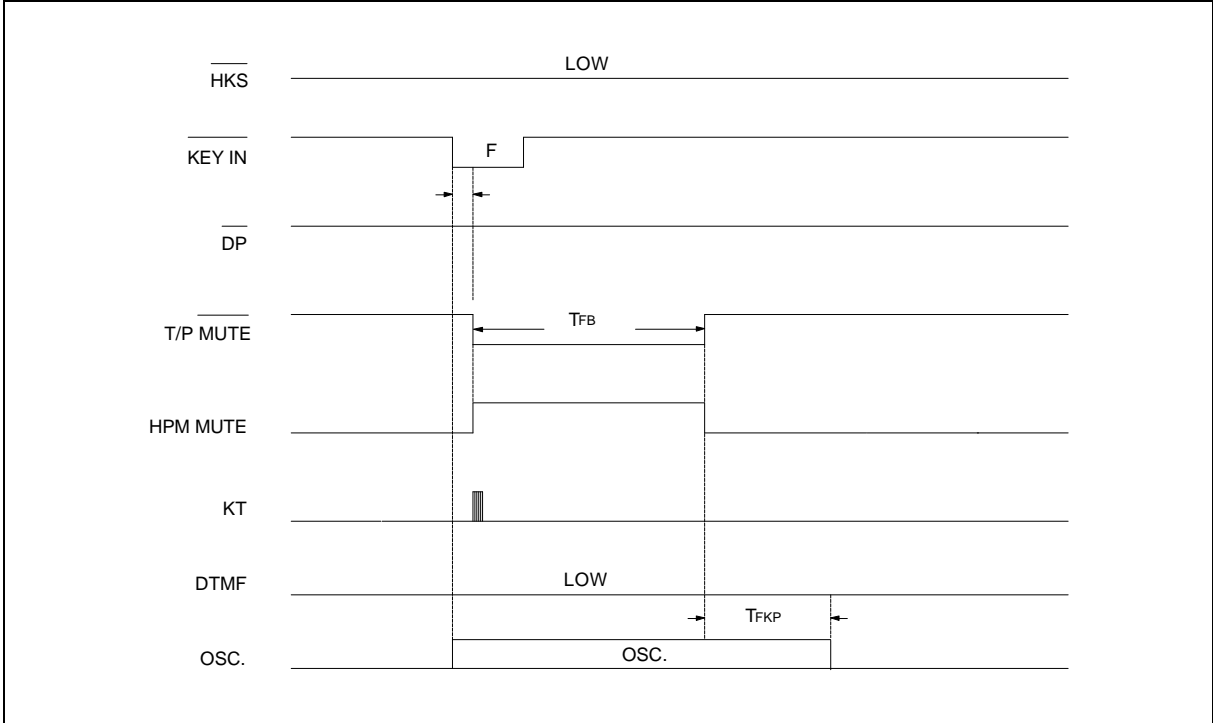 HKS
LOW
KEY IN
F
DP
T/P MUTE
TFB
HPM MUTE
KT
DTMF
LOW
TFKP
OSC.
OSC.